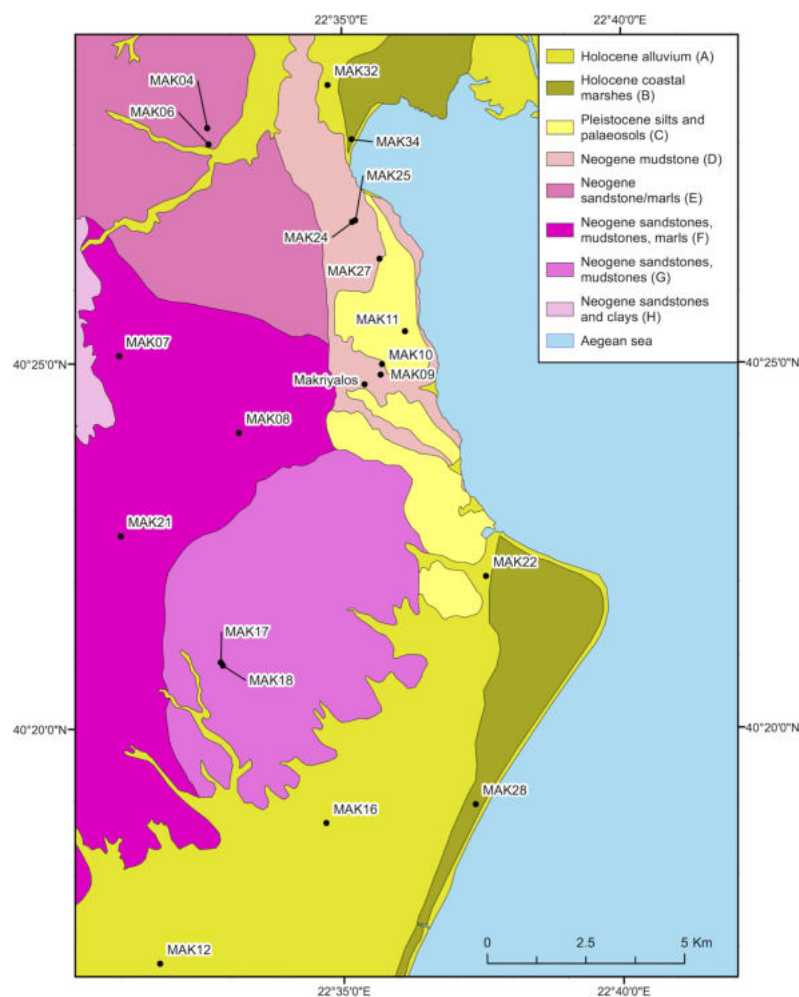 22°35'0"E
22°40'0"E
MAK04
MAK32
MAK06
MAK34
MAK25
MAK24
MAK27
MAK11
MAK07
MAK10
MAK09
Makriyalos
MAK08
MAK21
MAK22
MAK17
MAK18
MAK28
MAK16
MAK12
Holocene alluvium (A)
Holocene coastal
marshes (B)
Pleistocene silts and
palaeosols (C)
Neogene mudstone (D)
Neogene
sandstone/marls (E)
Neogene sandstones,
mudstones, marls (F)
Neogene sandstones,
mudstones (G)
Neogene sandstones
and clays (H)
Aegean sea
40°25'0"N
40°25'0"N
40°20'0"N
40°20'0"N
0
2.5
5 Km
22°35'0"E
22°40'0"E